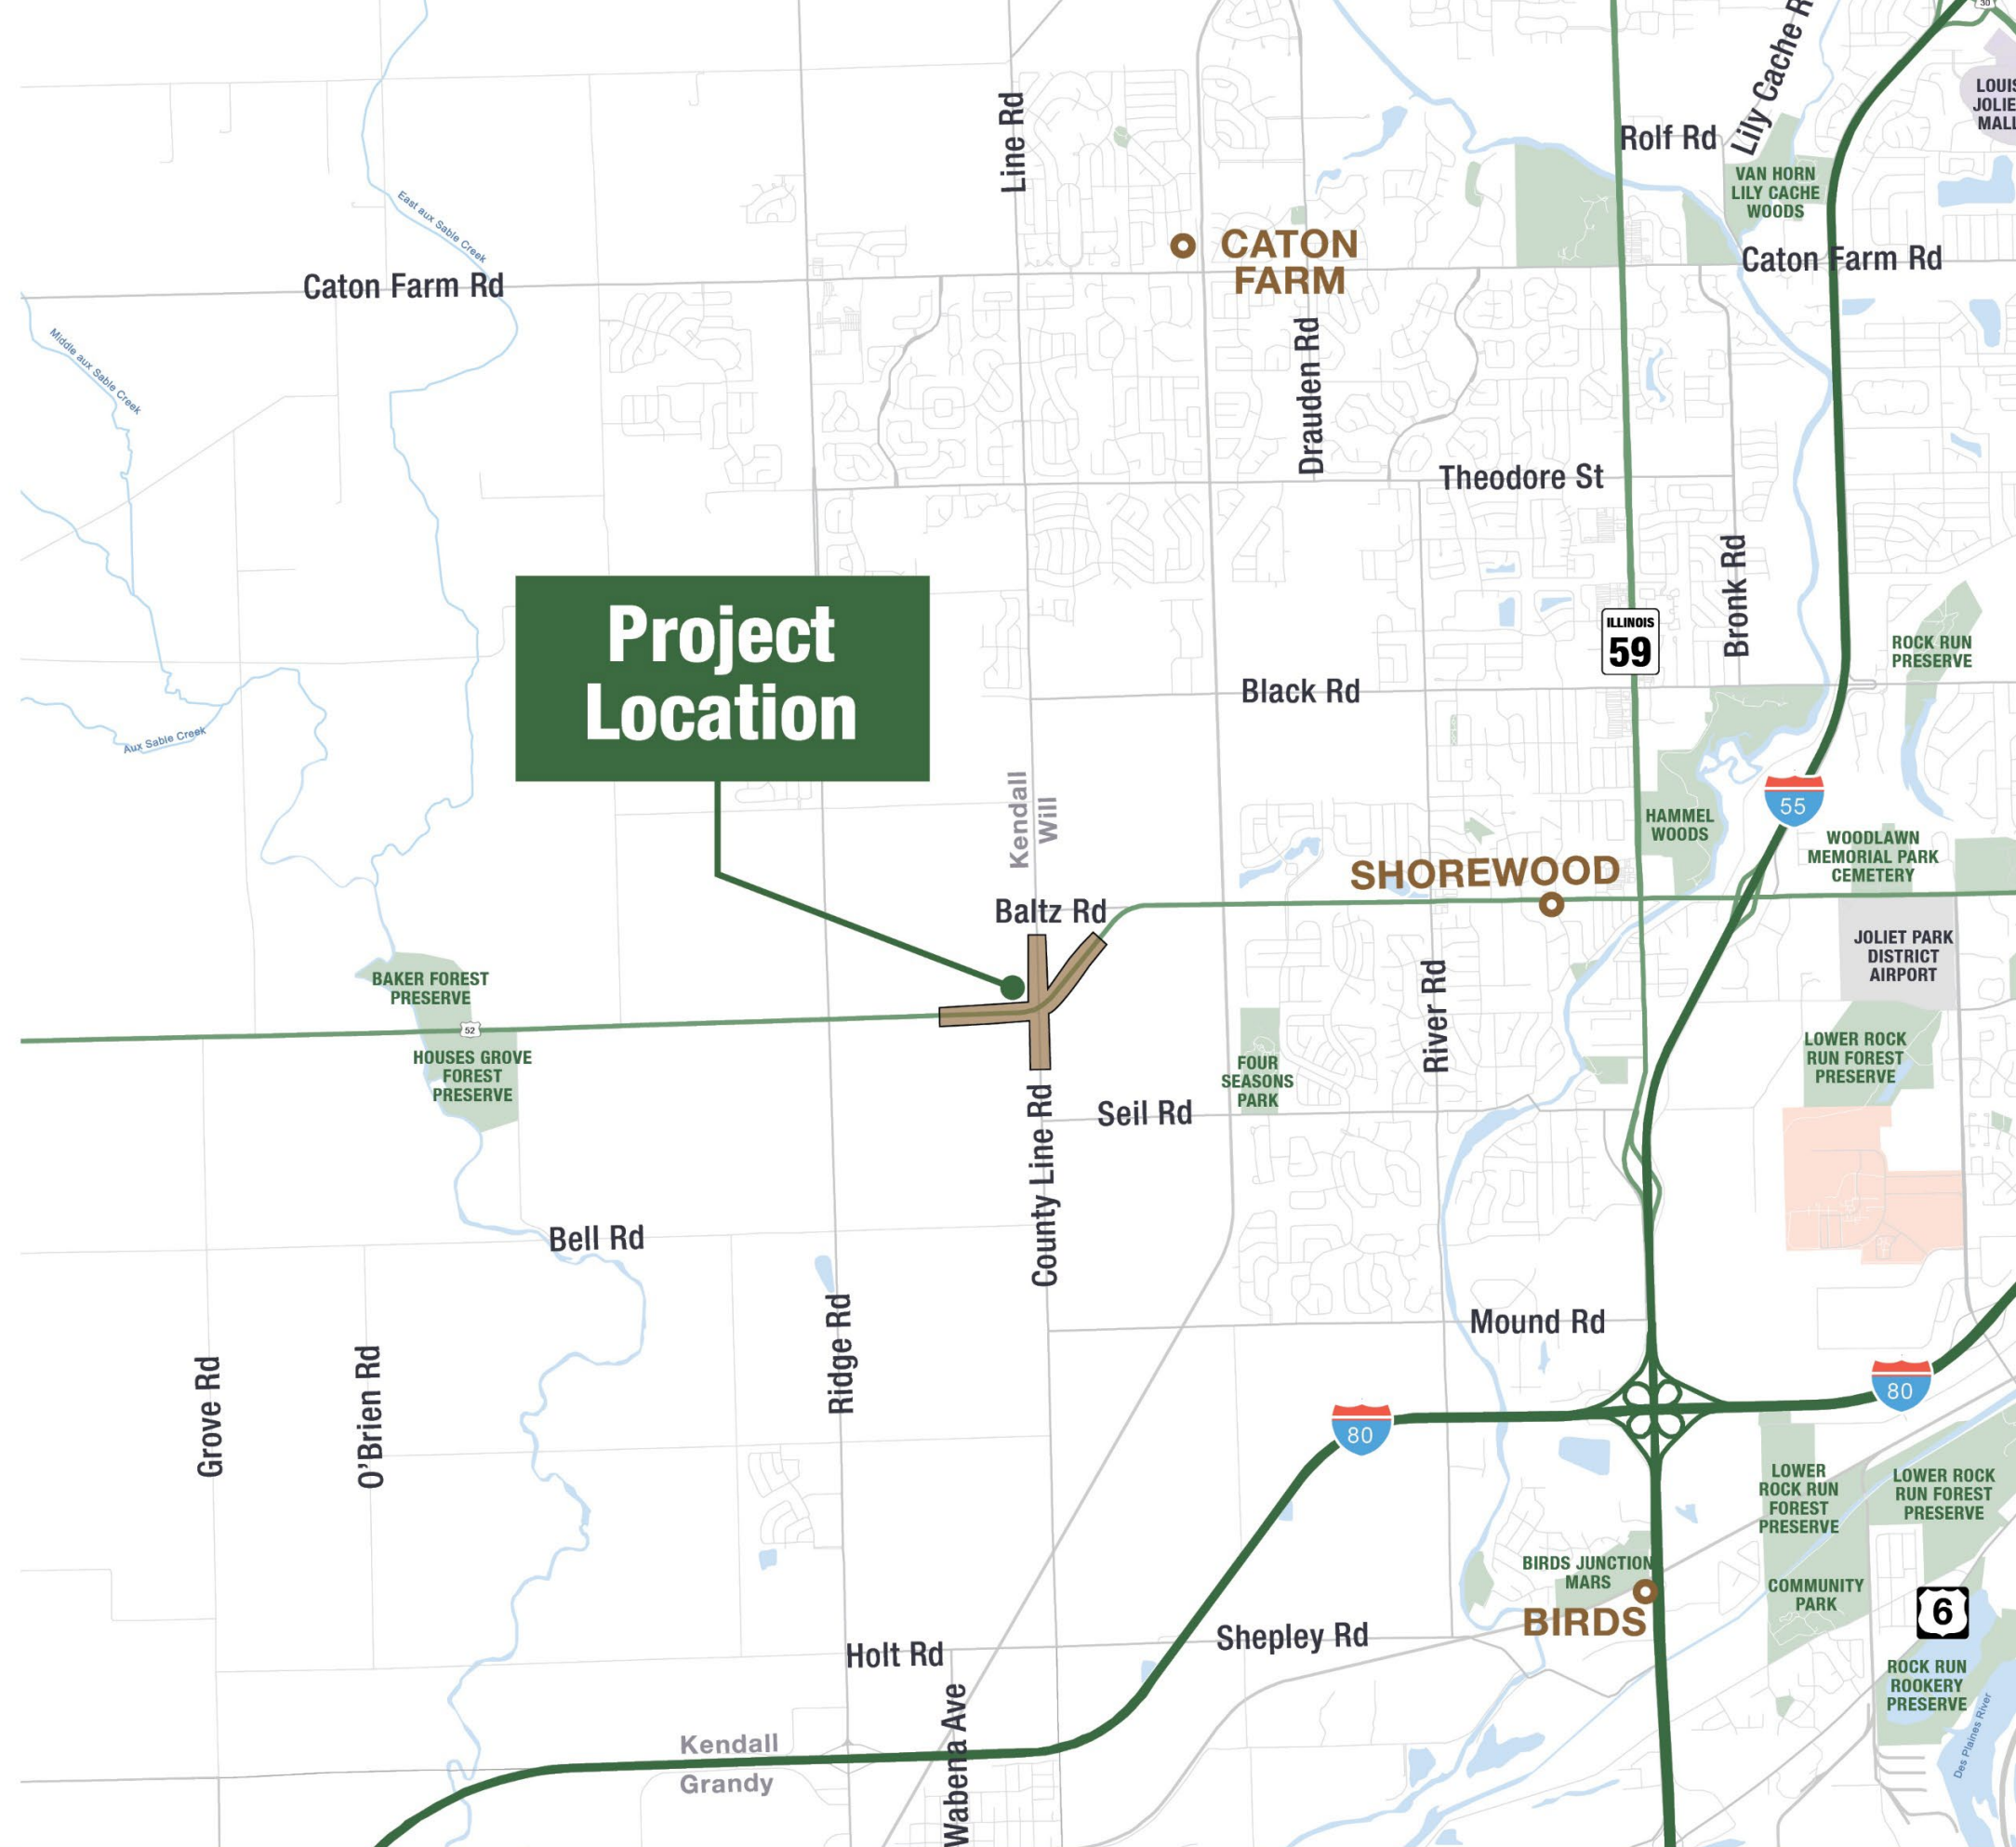 30
LOUIS
JOLIE
MALL
Lily Cache R
Line Rd
Rolf Rd
VAN HORN
LILY CACHE
WOODS
East aux Sable Creek
CATON
FARM
Caton Farm Rd
Caton Farm Rd
Middle aux Sable Creek
Drauden Rd
Theodore St
Bronk Rd
Project
Location
ILLINOIS
59
ROCK RUN
PRESERVE
Black Rd
Aux Sable Creek
Kendall
Will
55
HAMMEL
WOODS
WOODLAWN
MEMORIAL PARK
CEMETERY
SHOREWOOD
Baltz Rd
JOLIET PARK
DISTRICT
AIRPORT
BAKER FOREST
PRESERVE
52
River Rd
HOUSES GROVE
FOREST
PRESERVE
FOUR
SEASONS
PARK
LOWER ROCK
RUN FOREST
PRESERVE
Seil Rd
County Line Rd
Bell Rd
Ridge Rd
Mound Rd
Grove Rd
O'Brien Rd
80
80
LOWER
ROCK RUN
FOREST
PRESERVE
LOWER ROCK
RUN FOREST
PRESERVE
BIRDS JUNCTION
MARS
BIRDS
COMMUNITY
PARK
6
Shepley Rd
Holt Rd
ROCK RUN
ROOKERY
PRESERVE
Des Plaines River
Wabena Ave
Kendall
Grandy